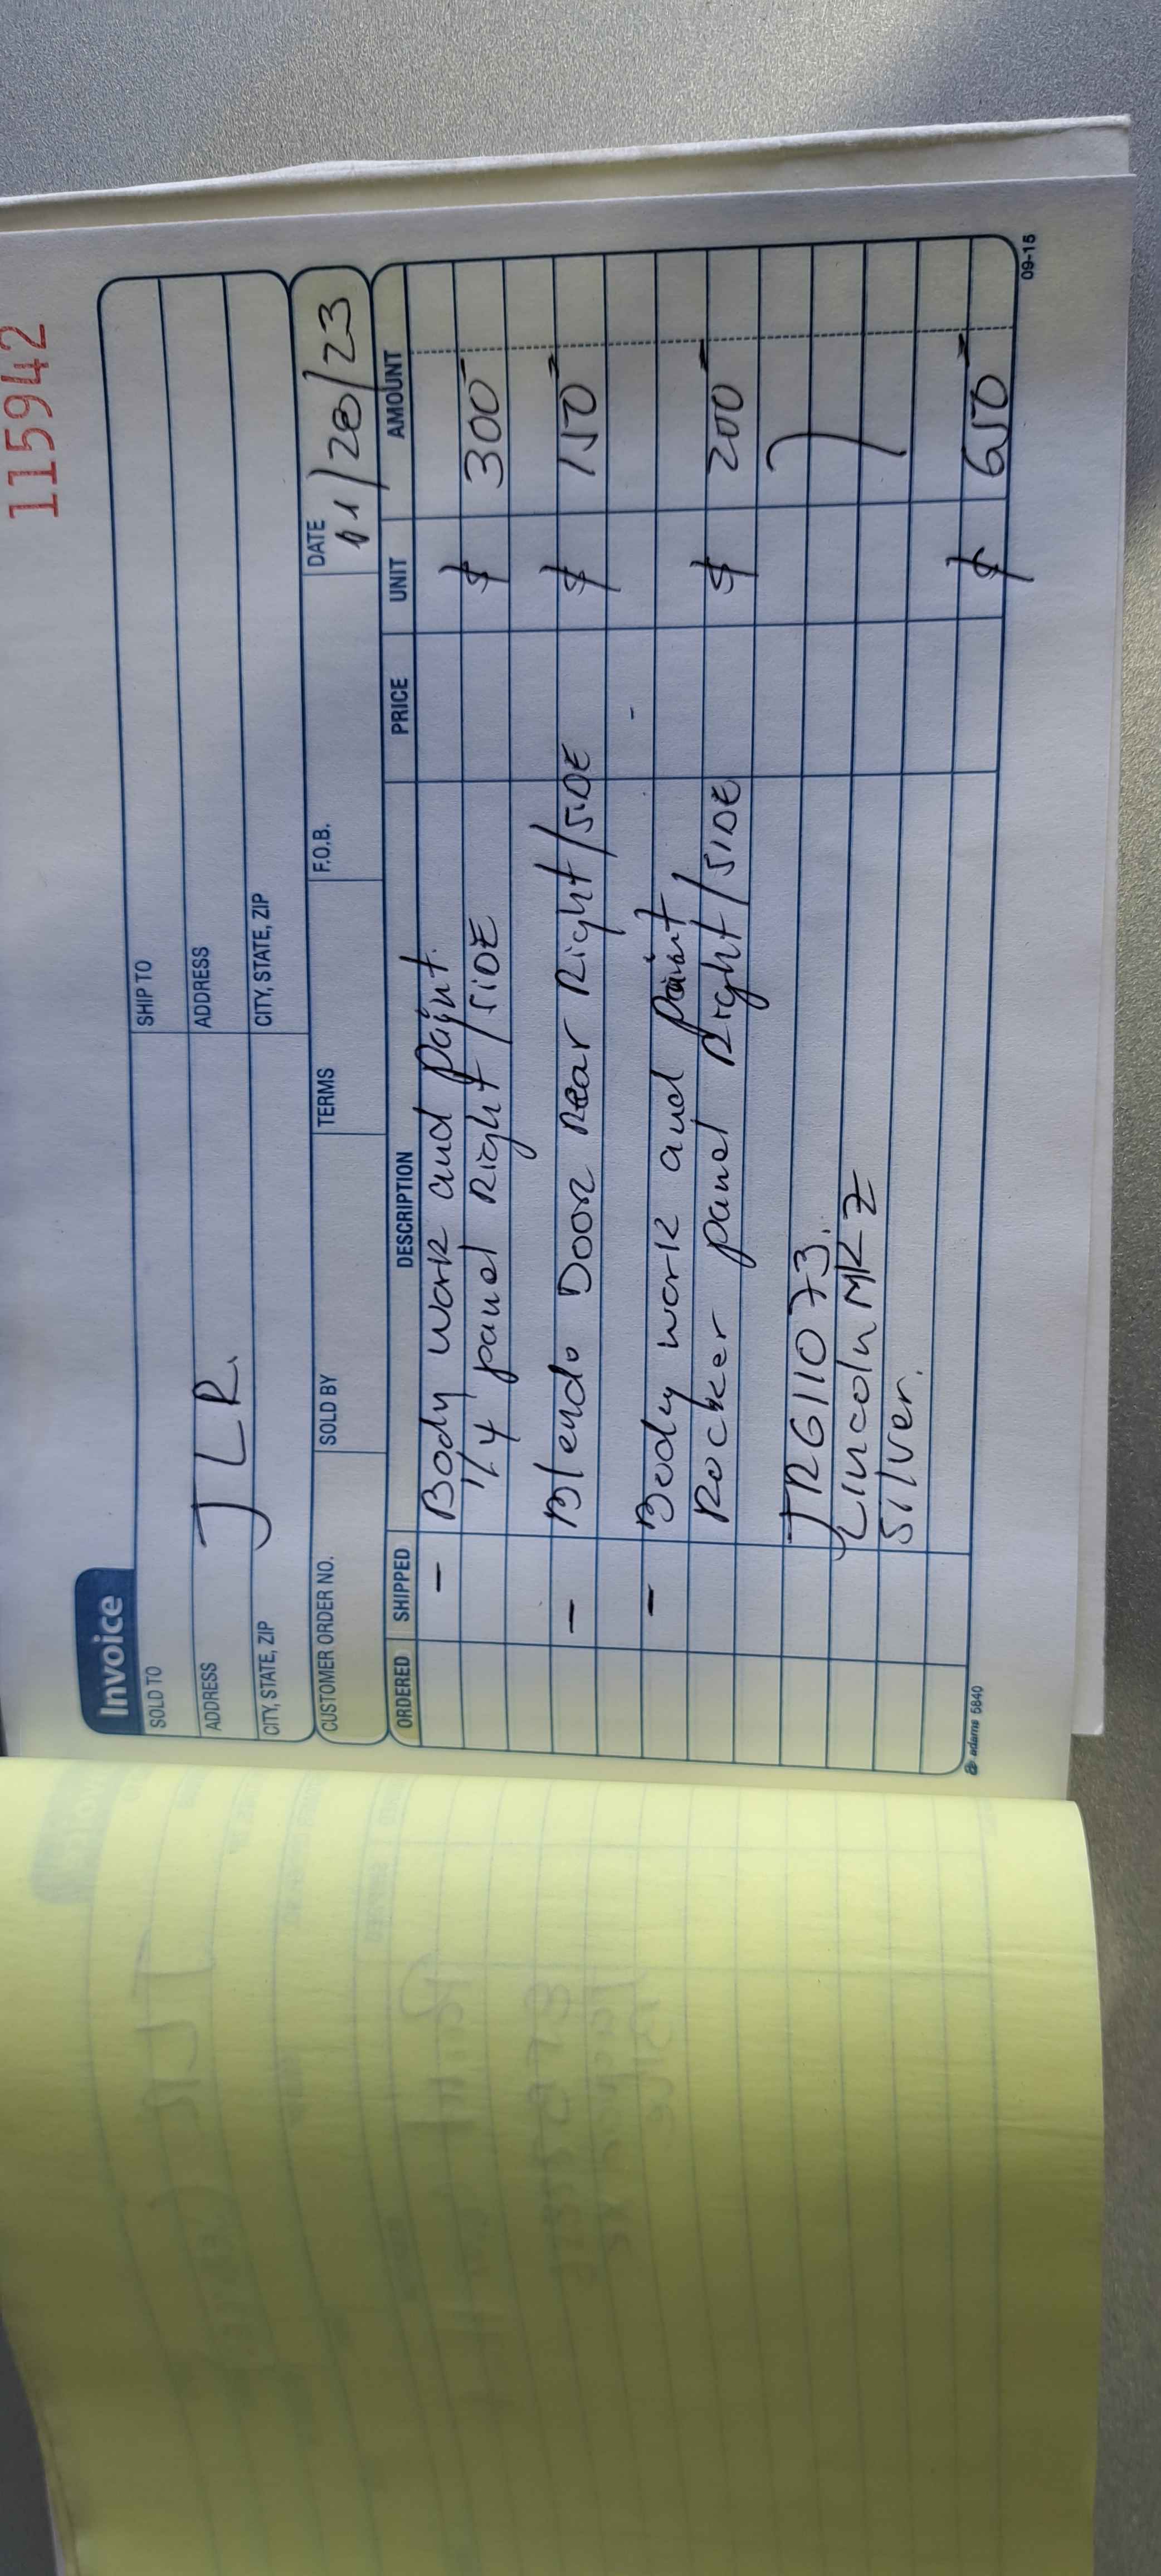 115942
Invoice
SOLD TO
SHIP TO
ADDRESS
JLR.
ADDRESS
CITY, STATE, ZIP
CITY, STATE, ZIP
CUSTOMER ORDER NO.
SOLD BY
TERMS
F.O.B.
DATE
11/28/23
ORDERED SHIPPED DESCRIPTION PRICE UNIT AMOUNT
- Body work and Paint.
1/4 panel Right/SiDE $ 300-
- Blend Door Rear Right/SiDE $ 150-
- Body work and paint
Rocker panel Right/SIDE $ 200-
JR611073.
Lincoln MKZ
Silver.
$ 650-
adams 5840
09-15